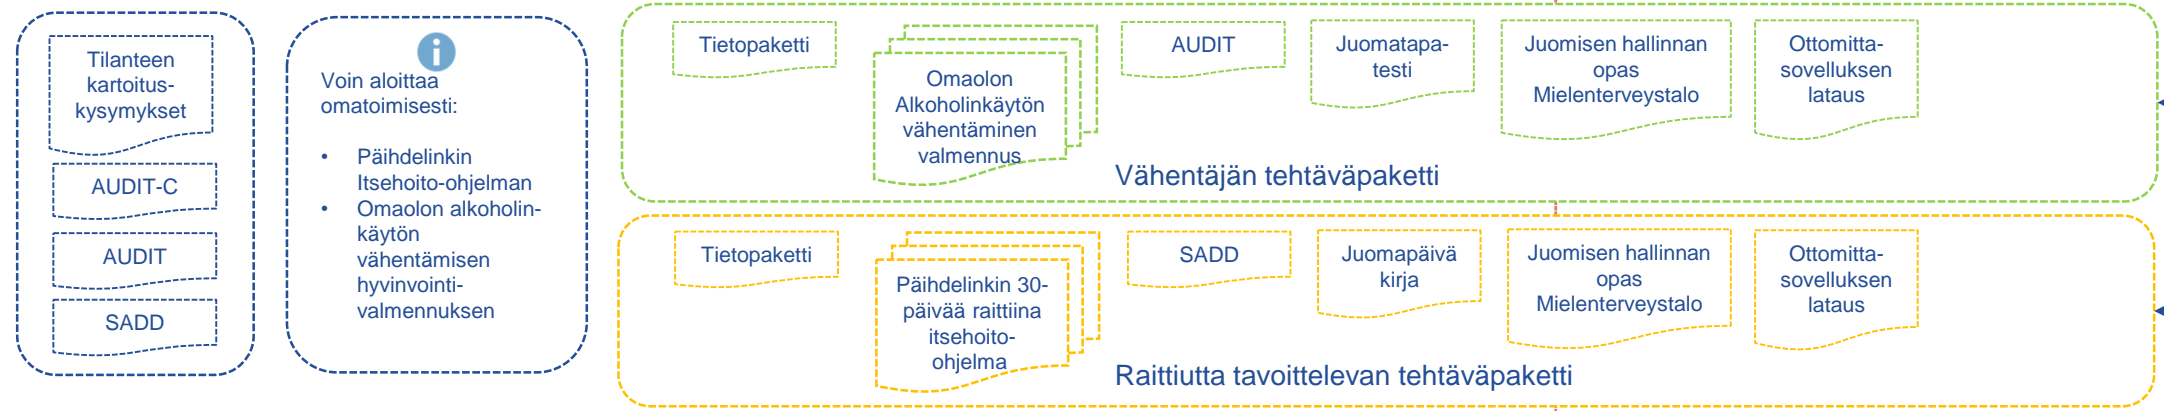 Tilanteen
kartoitus-
kysymykset
AUDIT-C
AUDIT
SADD
Voin aloittaa
omatoimisesti:
• Päihdelinkin
Itsehoito-ohjelman
• Omaolon alkoholin-
käytön
vähentämisen
hyvinvointi-
valmennuksen
Tietopaketti
Omaolon
Alkoholinkäytön
vähentäminen
valmennus
AUDIT
Juomatapa-
testi
Juomisen hallinnan
opas
Mielenterveystalo
Ottomitta-
sovelluksen
lataus
Vähentäjän tehtäväpaketti
Tietopaketti
Päihdelinkin 30-
päivää raittiina
itsehoito-
ohjelma
SADD
Juomapäivä
kirja
Juomisen hallinnan
opas
Mielenterveystalo
Ottomitta-
sovelluksen
lataus
Raittiutta tavoittelevan tehtäväpaketti